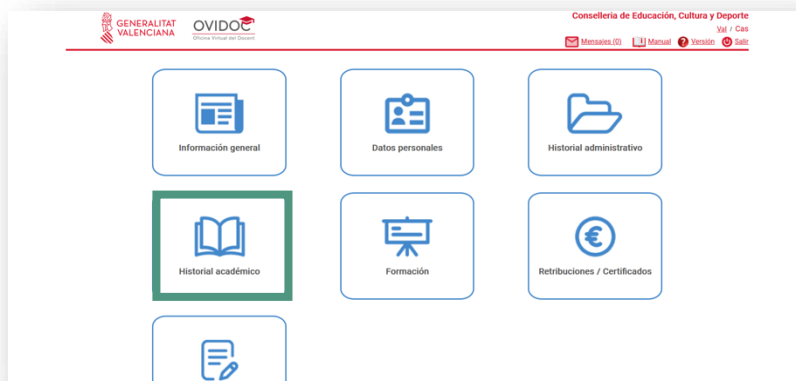 GENERALITAT
VALENCIANA
OVIDOC
Oficina Virtual del Docent
Conselleria de Educación, Cultura y Deporte
Val / Cas
Mensajes (0) Manual Versión Salir
Información general
Datos personales
Historial administrativo
Historial académico
Formación
Retribuciones / Certificados